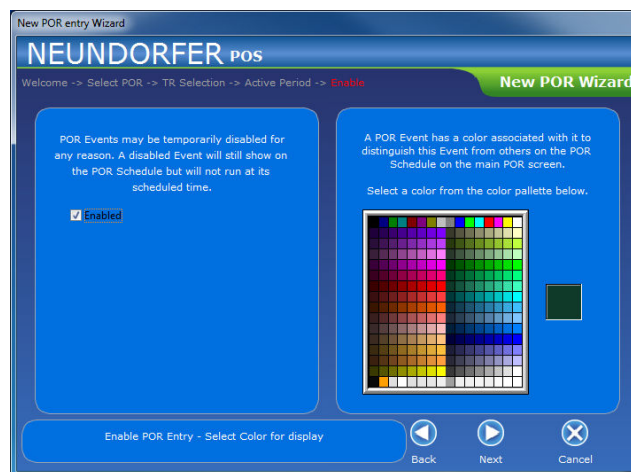 New POR entry Wizard
NEUNDORFER POS
Welcome -> Select POR -> TR Selection -> Active Period -> Enable
New POR Wizard
POR Events may be temporarily disabled for
any reason. A disabled Event will still show on
the POR Schedule but will not run at its
scheduled time.
Enabled
A POR Event has a color associated with it to
distinguish this Event from others on the POR
Schedule on the main POR screen.
Select a color from the color pallette below.
Enable POR Entry - Select Color for display
Back
Next
Cancel